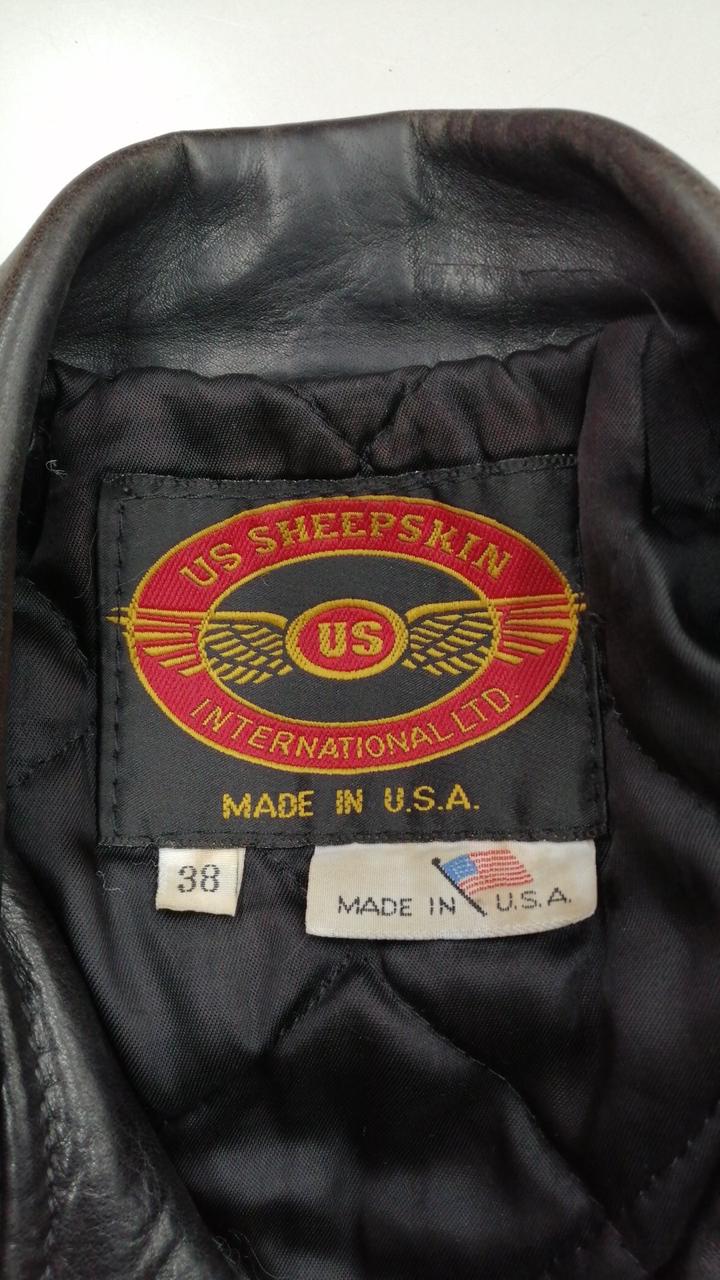 US SHEEPSKIN
US
INTERNATIONAL LTD.
MADE IN U.S.A.
38
MADE IN U.S.A.